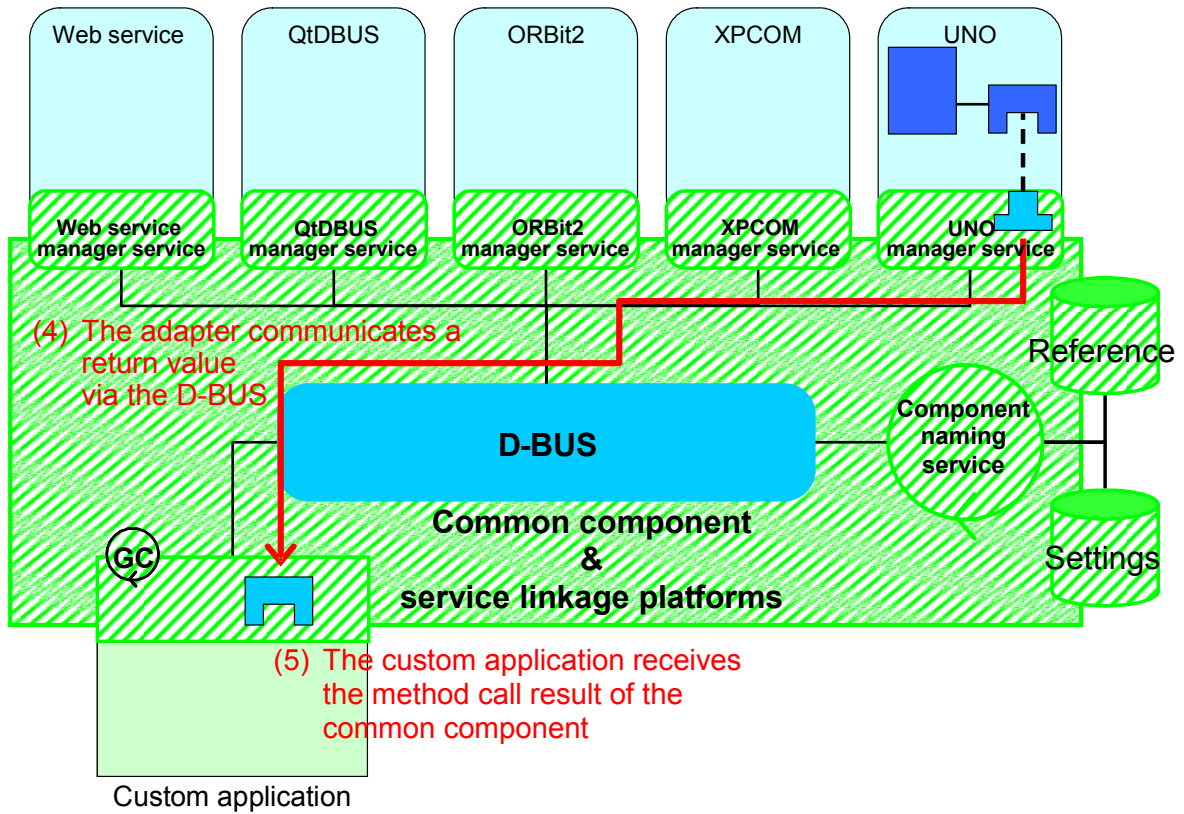 Web service
QtDBUS
ORBit2
XPCOM
UNO
Web service
manager service
QtDBUS
manager service
ORBit2
manager service
XPCOM
manager service
UNO
manager service
(4) The adapter communicates a
return value
via the D-BUS
Reference
Component
naming
service
D-BUS
Common component
&
service linkage platforms
Settings
GC
(5) The custom application receives
the method call result of the
common component
Custom application